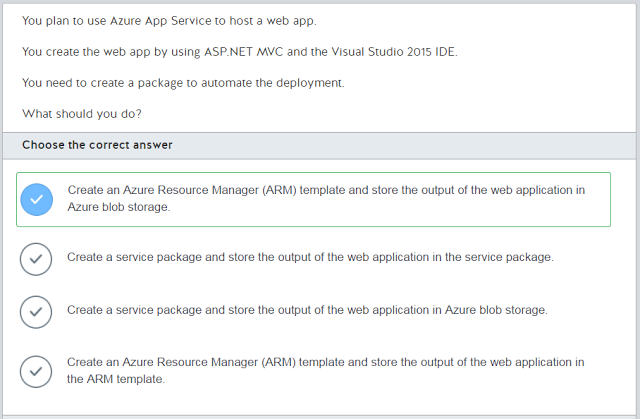 You plan to use Azure App Service to host a web app.
You create the web app by using ASP.NET MVC and the Visual Studio 2015 IDE.
You need to create a package to automate the deployment.
What should you do?
Choose the correct answer
Create an Azure Resource Manager (ARM) template and store the output of the web application in
Azure blob storage.
Create a service package and store the output of the web application in the service package.
Create a service package and store the output of the web application in Azure blob storage.
Create an Azure Resource Manager (ARM) template and store the output of the web application in
the ARM template.